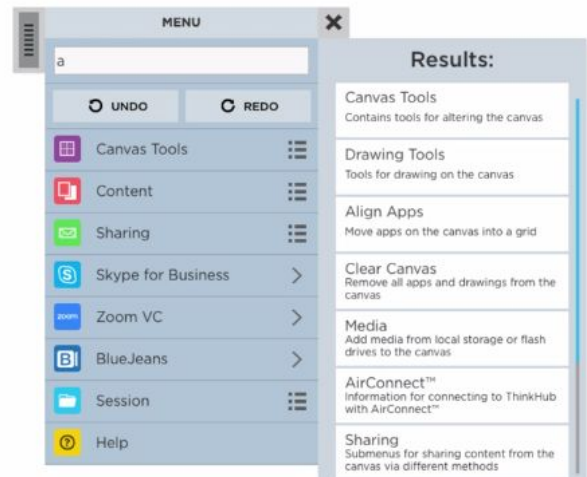 MENU
a
UNDO
REDO
Canvas Tools
Content
Sharing
Skype for Business
zoom
Zoom VC
BlueJeans
Session
Help
Results:
Canvas Tools
Contains tools for altering the canvas
Drawing Tools
Tools for drawing on the canvas
Align Apps
Move apps on the canvas into a grid
Clear Canvas
Remove all apps and drawings from the
canvas
Media
Add media from local storage or flash
drives to the canvas
AirConnect™
Information for connecting to ThinkHub
with AirConnect™
Sharing
Submenus for sharing content from the
canvas via different methods